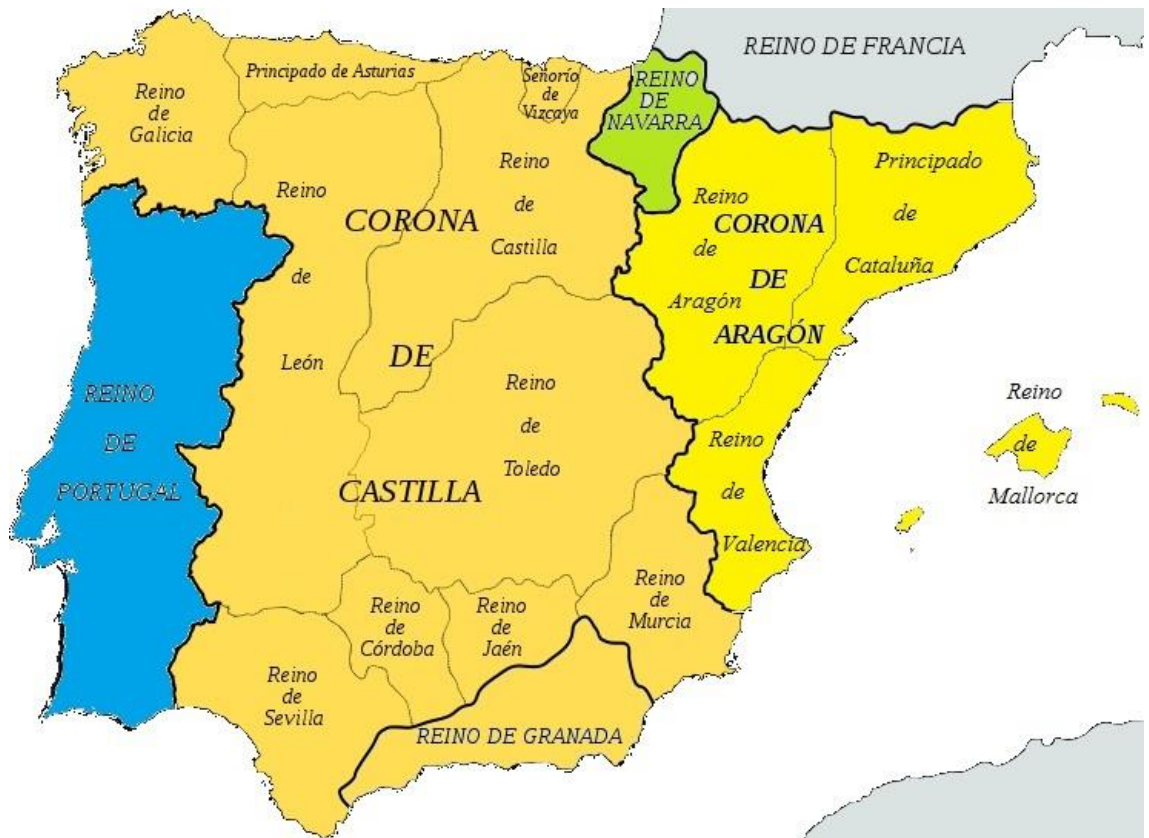 REINO DE FRANCIA
Principado de Asturias
Señorío
de
Vizcaya
REINO
DE
NAVARRA
Reino
de
Galicia
Reino
de
León
Reino
de
Castilla
CORONA
DE
CASTILLA
Reino
de
Aragón
CORONA
DE
ARAGÓN
Principado
de
Cataluña
REINO
DE
PORTUGAL
Reino
de
Toledo
Reino
de
Valencia
Reino
de
Mallorca
Reino
de
Murcia
Reino
de
Córdoba
Reino
de
Jaén
Reino
de
Sevilla
REINO DE GRANADA